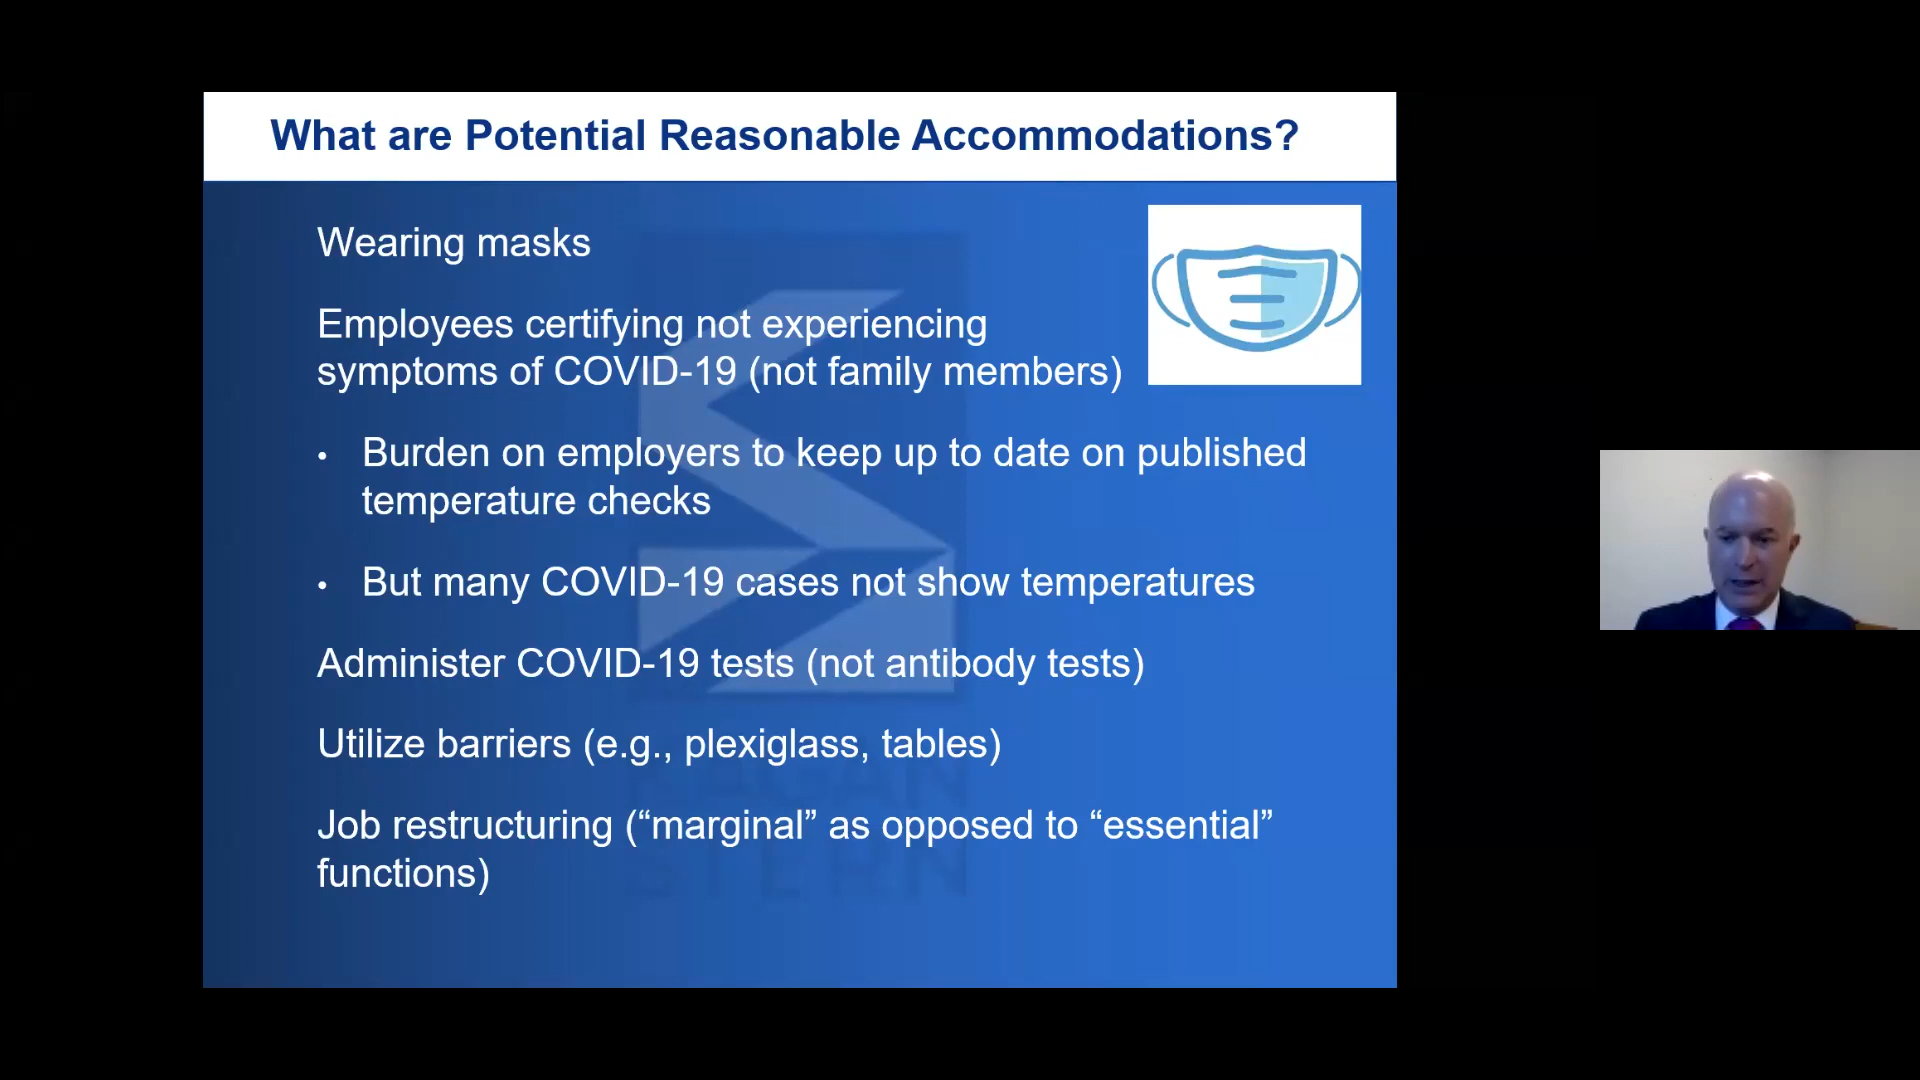 What are Potential Reasonable Accommodations?
Wearing masks
Employees certifying not experiencing
symptoms of COVID-19 (not family members)
• Burden on employers to keep up to date on published
temperature checks
• But many COVID-19 cases not show temperatures
Administer COVID-19 tests (not antibody tests)
Utilize barriers (e.g., plexiglass, tables)
Job restructuring (“marginal” as opposed to “essential”
functions)
STERN